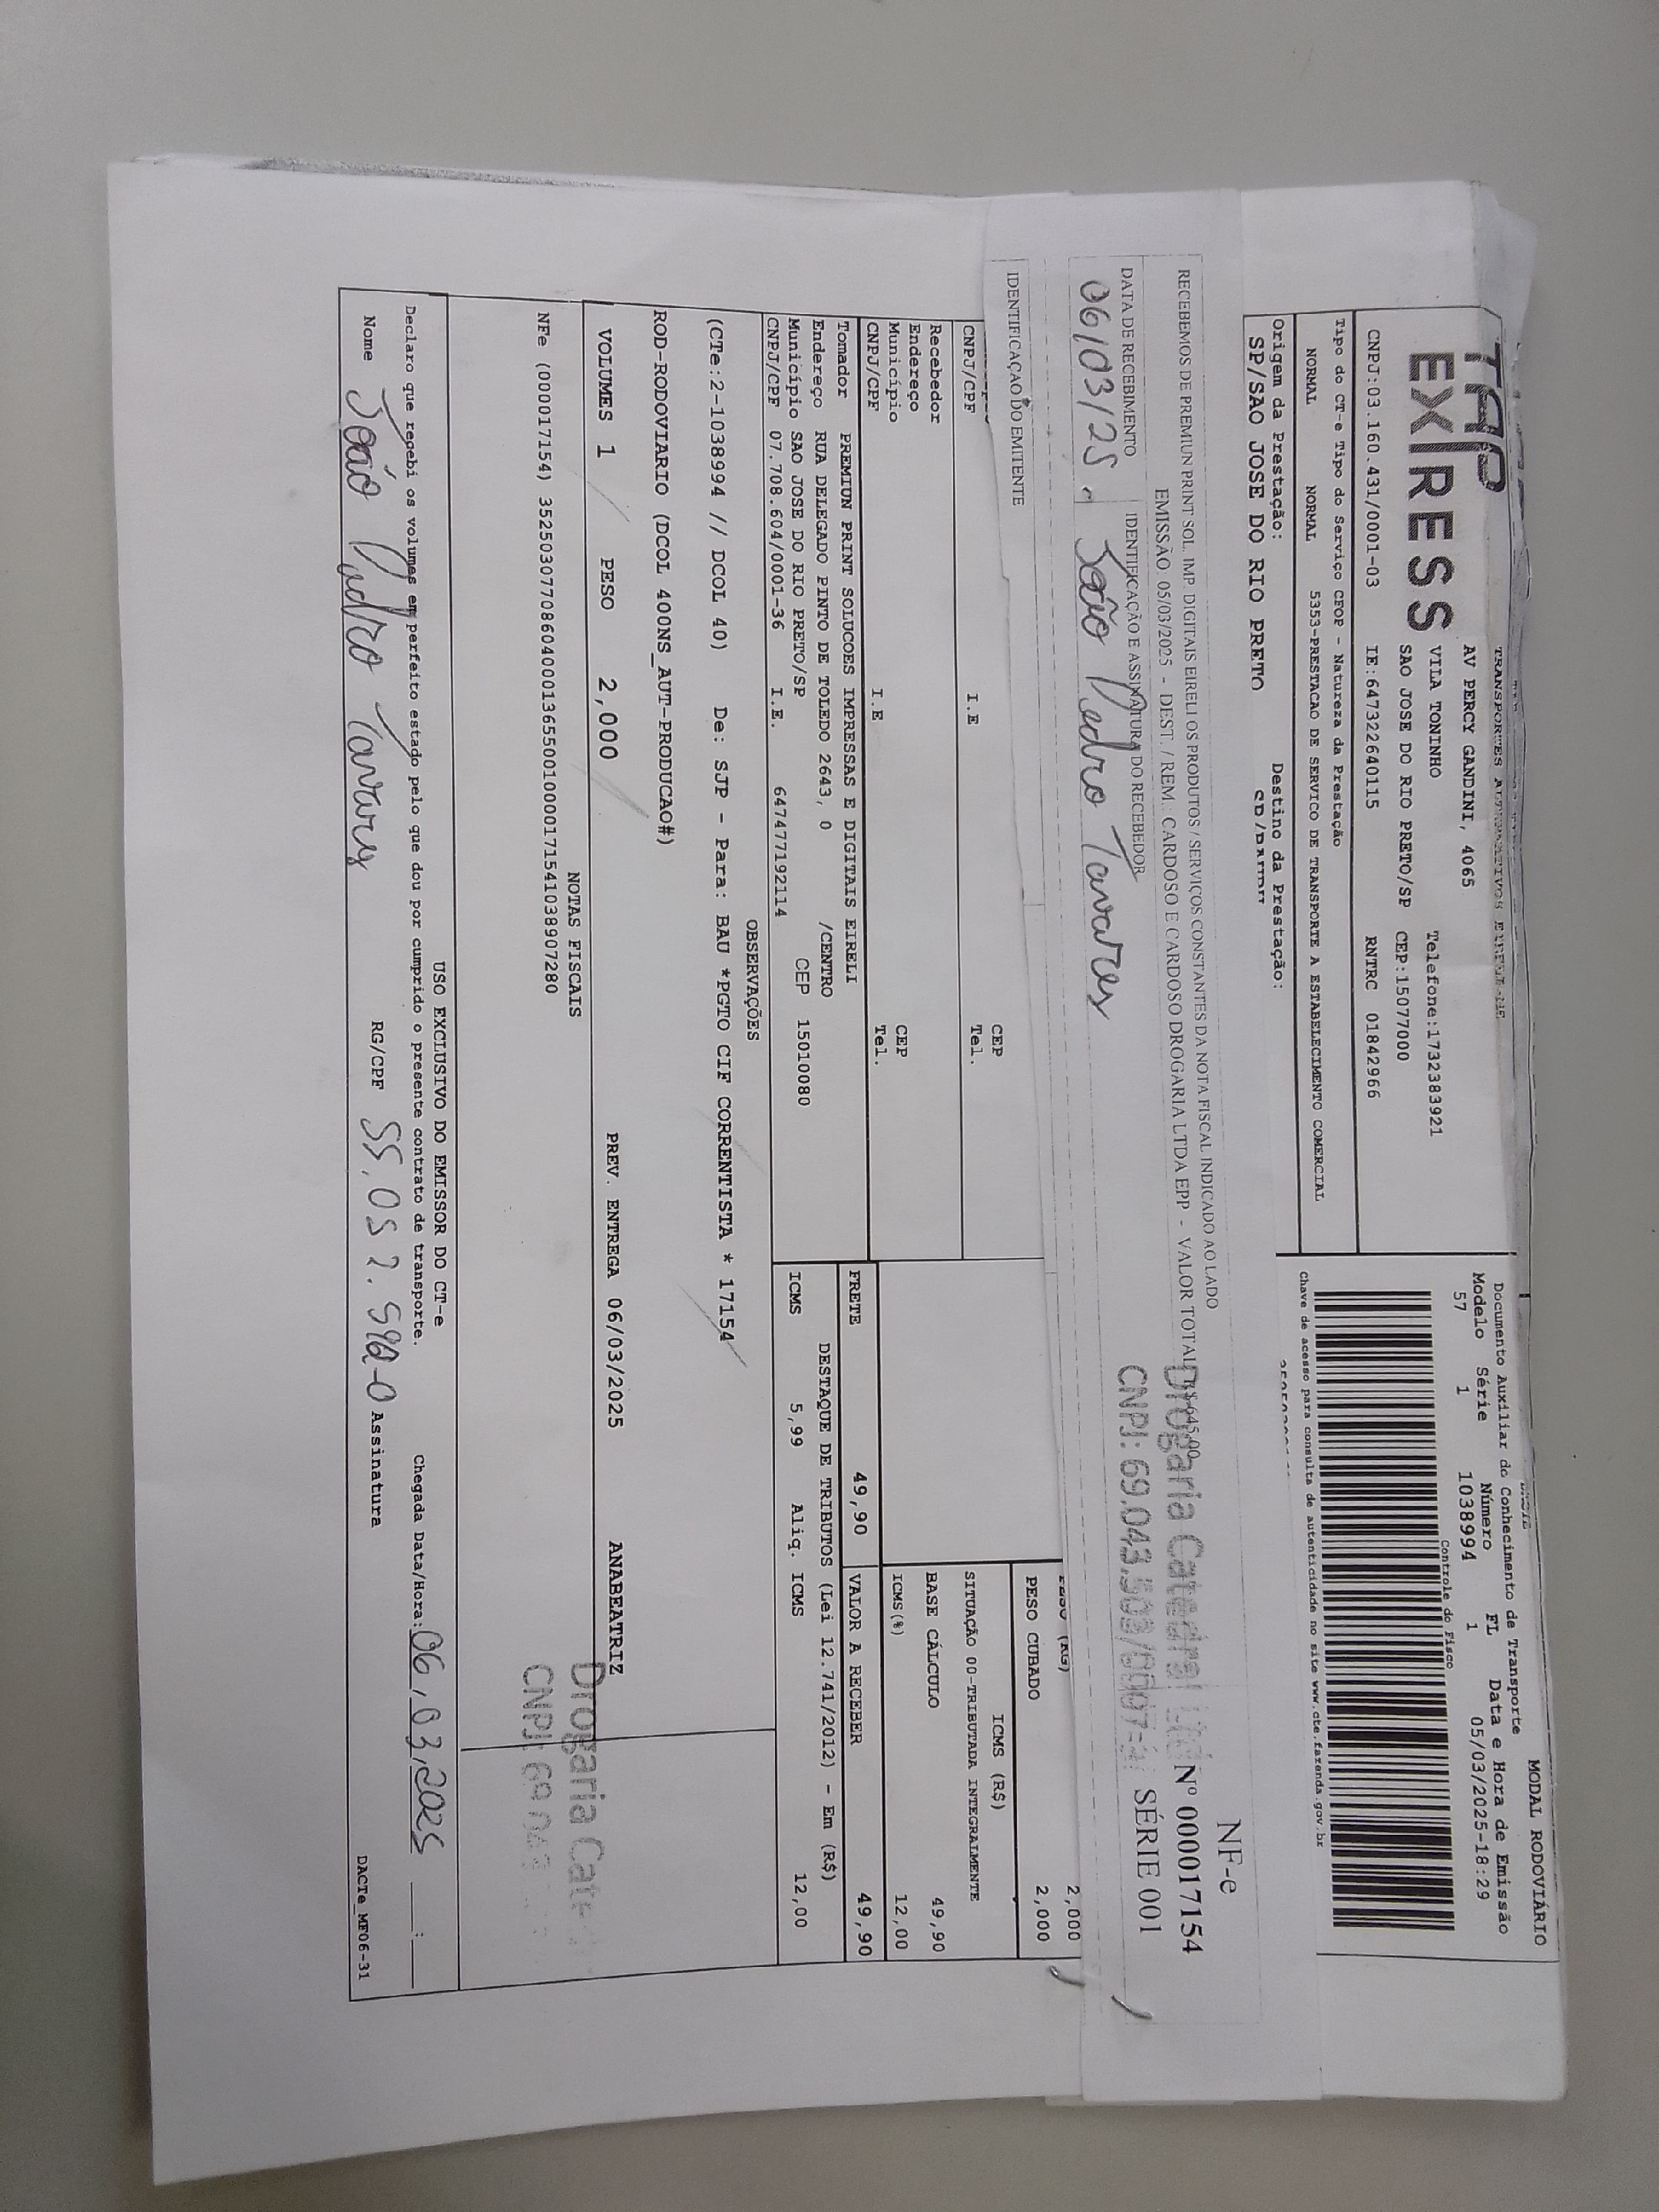 MODAL RODOVIÁRIO
TAP
EXPRESS
AV PERCY GANDINI, 4065
VILA TONINHO Telefone:1732383921
SAO JOSE DO RIO PRETO/SP CEP:15077000
CNPJ:03.160.431/0001-03 IE:647322640115 RNTRC 01842966
Documento Auxiliar do Conhecimento de Transporte
Modelo Série Número FL Data e Hora de Emissão
57 1 1038994 1 05/03/2025-18:29
Controle do Fisco
Chave de acesso para consulta de autenticidade no site www.cte.fazenda.gov.br
Tipo do CT-e Tipo do Serviço CFOP - Natureza da Prestação
NORMAL NORMAL 5353-PRESTACAO DE SERVICO DE TRANSPORTE A ESTABELECIMENTO COMERCIAL
Origem da Prestação: Destino da Prestação:
SP/SAO JOSE DO RIO PRETO
RECEBEMOS DE PREMIUN PRINT SOL. IMP. DIGITAIS EIRELI OS PRODUTOS / SERVIÇOS CONSTANTES DA NOTA FISCAL INDICADO AO LADO
EMISSÃO: 05/03/2025 - DEST. / REM.: CARDOSO E CARDOSO DROGARIA LTDA EPP - VALOR TOTAL
NF-e
Nº 000017154
SÉRIE 001
Drogaria Catedral Ltd
CNPJ: 69.043.503/0007-
DATA DE RECEBIMENTO IDENTIFICAÇÃO E ASSINATURA DO RECEBEDOR
06/03/25. João Pedro Tavares
IDENTIFICAÇÃO DO EMITENTE
2,000
PESO CUBADO 2,000
CNPJ/CPF I.E CEP
Tel.
Recebedor
Endereço
Município CEP
CNPJ/CPF I.E Tel.
ICMS (R$)
SITUAÇÃO 00-TRIBUTADA INTEGRALMENTE
BASE CÁLCULO 49,90
ICMS(%) 12,00
Tomador PREMIUN PRINT SOLUCOES IMPRESSAS E DIGITAIS EIRELI
Endereço RUA DELEGADO PINTO DE TOLEDO 2643, 0 /CENTRO
Município SAO JOSE DO RIO PRETO/SP CEP 15010080
CNPJ/CPF 07.708.604/0001-36 I.E. 647477192114
FRETE 49,90 VALOR A RECEBER 49,90
DESTAQUE DE TRIBUTOS (Lei 12.741/2012) - Em (R$)
ICMS 5,99 Aliq. ICMS 12,00
OBSERVAÇÕES
(CTe:2-1038994 // DCOL 40) De: SJP - Para: BAU *PGTO CIF CORRENTISTA * 17154
ROD-RODOVIARIO (DCOL 400NS_AUT-PRODUCAO#)
VOLUMES 1 PESO 2,000 PREV. ENTREGA 06/03/2025 ANABEATRIZ
NOTAS FISCAIS
NFe (000017154) 35250307708604000136550010000171541038907280
Drogaria Cate
CNPJ: 69.043
USO EXCLUSIVO DO EMISSOR DO CT-e
Declaro que recebi os volumes em perfeito estado pelo que dou por cumprido o presente contrato de transporte. Chegada Data/Hora: 06/03/2025 :
Nome João Pedro Tavares RG/CPF Assinatura
DACTe_MF06-31